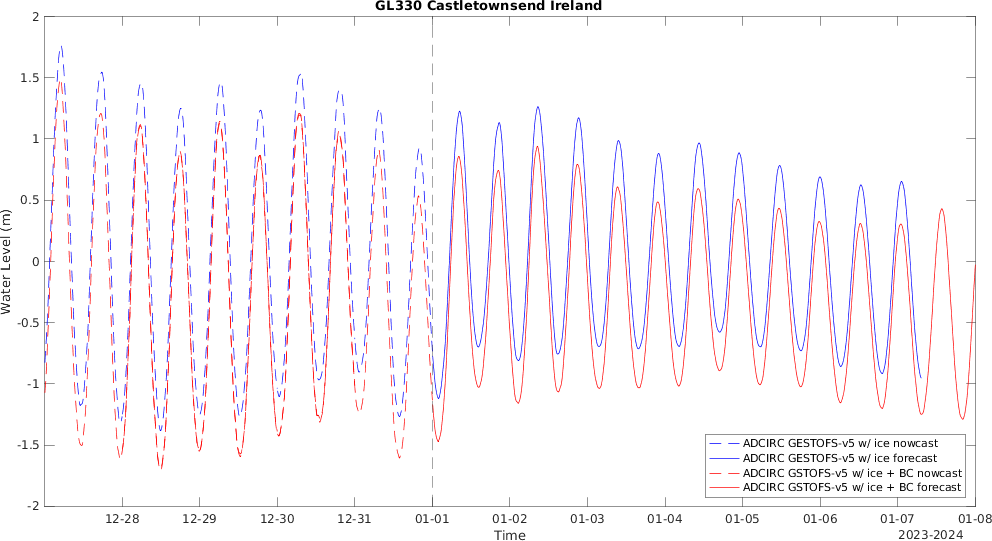 GL330 Castletownsend Ireland
2
1.5
1
0.5
0
-0.5
-1
-1.5
-2
Water Level (m)
12-28 12-29 12-30 12-31 01-01 01-02 01-03 01-04 01-05 01-06 01-07 01-08
Time
2023-2024
ADCIRC GESTOFS-v5 w/ ice nowcast
ADCIRC GESTOFS-v5 w/ ice forecast
ADCIRC GSTOFS-v5 w/ ice + BC nowcast
ADCIRC GSTOFS-v5 w/ ice + BC forecast